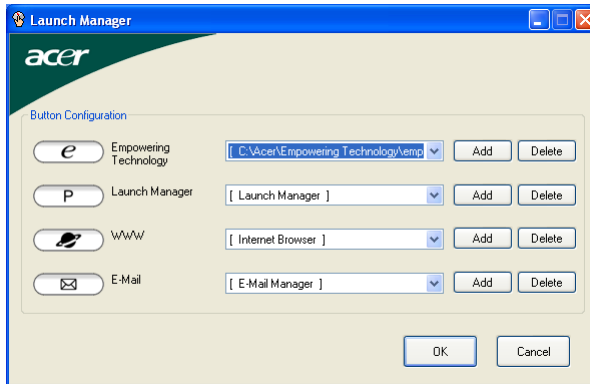 Launch Manager
acer
Button Configuration
e Empowering Technology [ C:\Acer\Empowering Technology\emp Add Delete
P Launch Manager [ Launch Manager ] Add Delete
WWW [ Internet Browser ] Add Delete
E-Mail [ E-Mail Manager ] Add Delete
OK Cancel